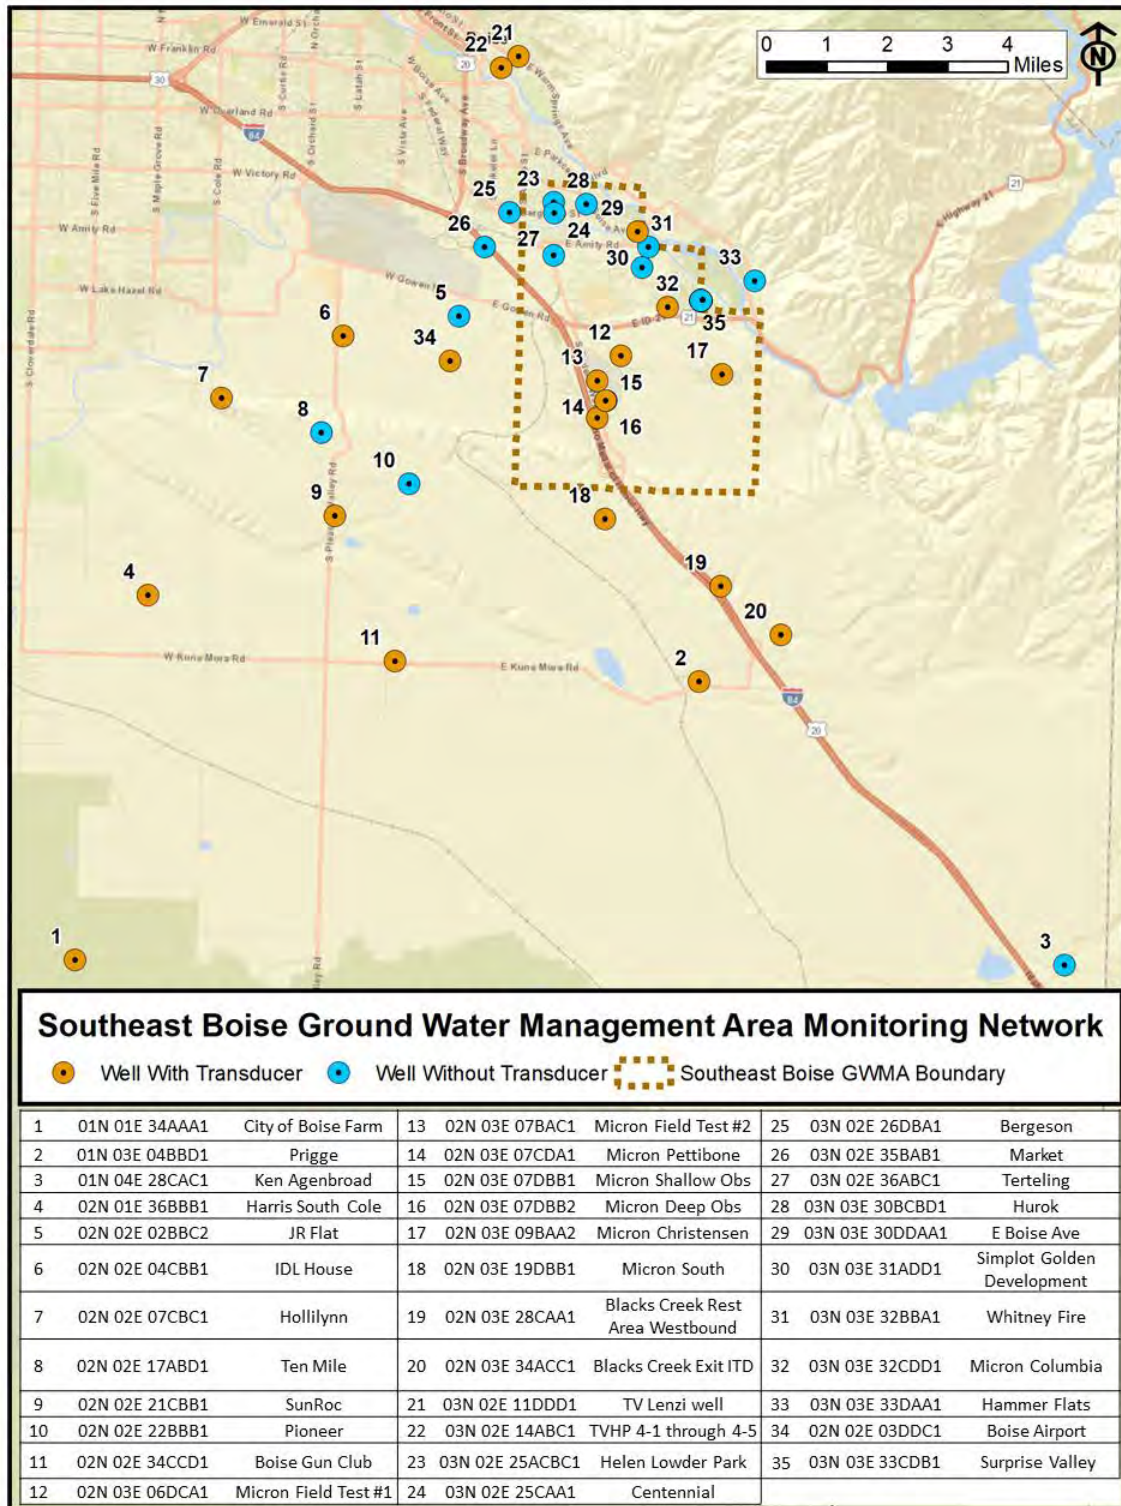 W Emerald St
N Orchard
Front St
21
0 1 2 3 4
Miles
N
W Franklin Rd
22
20
30
S Curtis Rd
S Latah St
W Boise Ave
E Warm Springs Ave
W Overland Rd
84
S Orchard St
S Vista Ave
S Federal Way
S Broadway Ave
W Victory Rd
S Five Mile Rd
S Maple Grove Rd
S Cole Rd
E Parkcenter Blvd
21
E Highway 21
23
28
25
29
W Amity Rd
26
24
Boise Ave
31
27
E Amity Rd
30
33
W Gowen Rd
W Lake Hazel Rd
5
E Gowen Rd
32
E ID-21
21
35
S Cloverdale Rd
6
34
12
13
17
7
15
8
14
16
10
9
18
S Pleasant Valley Rd
4
19
20
11
W Kuna Mora Rd
E Kuna Mora Rd
2
84
20
1
3
Southeast Boise Ground Water Management Area Monitoring Network
Well With Transducer Well Without Transducer Southeast Boise GWMA Boundary
1 01N 01E 34AAA1 City of Boise Farm 13 02N 03E 07BAC1 Micron Field Test #2 25 03N 02E 26DBA1 Bergeson
2 01N 03E 04BBD1 Prigge 14 02N 03E 07CDA1 Micron Pettibone 26 03N 02E 35BAB1 Market
3 01N 04E 28CAC1 Ken Agenbroad 15 02N 03E 07DBB1 Micron Shallow Obs 27 03N 02E 36ABC1 Terteling
4 02N 01E 36BBB1 Harris South Cole 16 02N 03E 07DBB2 Micron Deep Obs 28 03N 03E 30BCBD1 Hurok
5 02N 02E 02BBC2 JR Flat 17 02N 03E 09BAA2 Micron Christensen 29 03N 03E 30DDAA1 E Boise Ave
6 02N 02E 04CBB1 IDL House 18 02N 03E 19DBB1 Micron South 30 03N 03E 31ADD1 Simplot Golden
Development
7 02N 02E 07CBC1 Hollilynn 19 02N 03E 28CAA1 Blacks Creek Rest
Area Westbound 31 03N 03E 32BBA1 Whitney Fire
8 02N 02E 17ABD1 Ten Mile 20 02N 03E 34ACC1 Blacks Creek Exit ITD 32 03N 03E 32CDD1 Micron Columbia
9 02N 02E 21CBB1 SunRoc 21 03N 02E 11DDD1 TV Lenzi well 33 03N 03E 33DAA1 Hammer Flats
10 02N 02E 22BBB1 Pioneer 22 03N 02E 14ABC1 TVHP 4-1 through 4-5 34 02N 02E 03DDC1 Boise Airport
11 02N 02E 34CCD1 Boise Gun Club 23 03N 02E 25ACBC1 Helen Lowder Park 35 03N 03E 33CDB1 Surprise Valley
12 02N 03E 06DCA1 Micron Field Test #1 24 03N 02E 25CAA1 Centennial